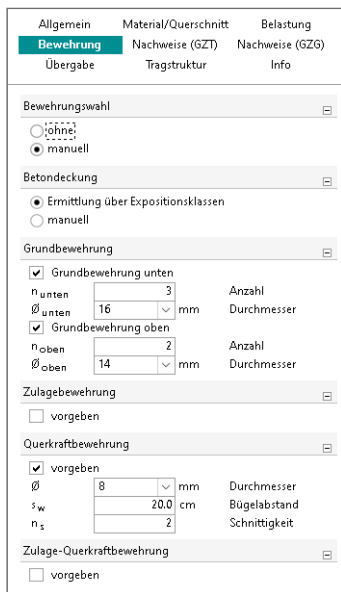 Allgemein Material/Querschnitt Belastung
Bewehrung Nachweise (GZT) Nachweise (GZG)
Übergabe Tragstruktur Info
Bewehrungswahl
ohne
manuell
Betondeckung
Ermittlung über Expositionsklassen
manuell
Grundbewehrung
Grundbewehrung unten
n unten 3 Anzahl
Ø unten 16 mm Durchmesser
Grundbewehrung oben
n oben 2 Anzahl
Ø oben 14 mm Durchmesser
Zulagebewehrung
vorgeben
Querkraftbewehrung
vorgeben
Ø 8 mm Durchmesser
s w 20.0 cm Bügelabstand
n s 2 Schnittigkeit
Zulage-Querkraftbewehrung
vorgeben